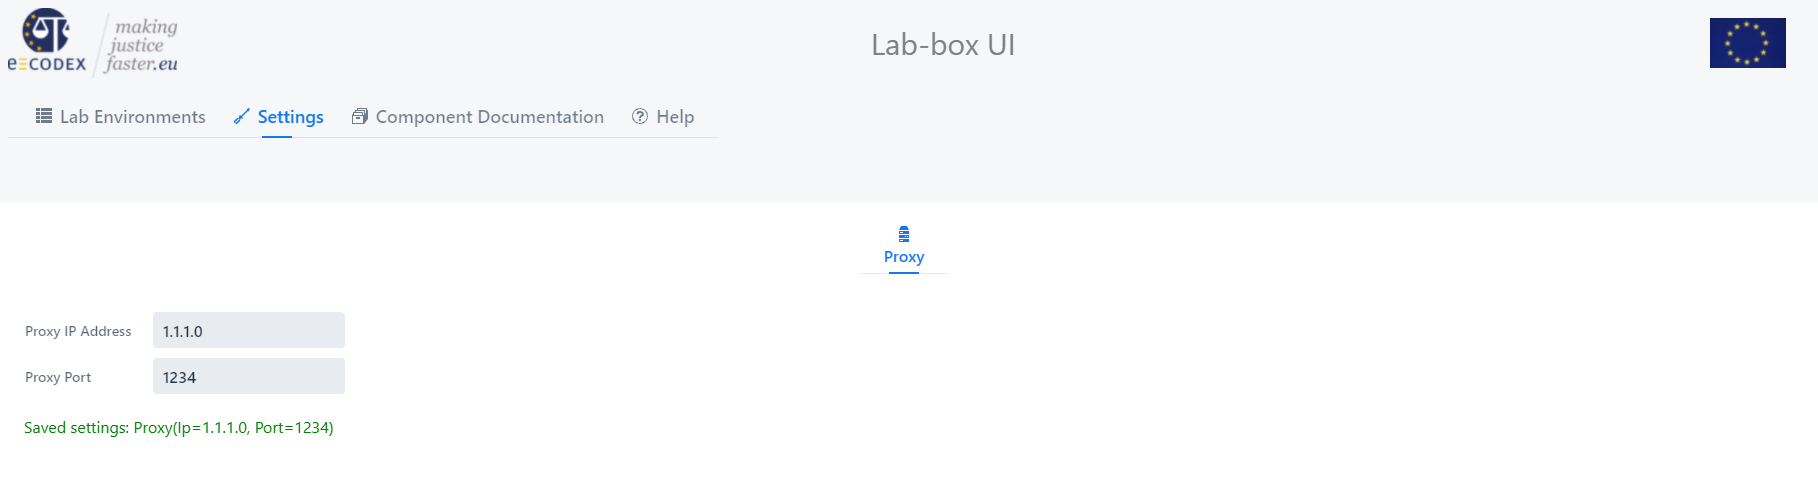 making
justice
faster.eu
eCODEX
Lab-box UI
Lab Environments Settings Component Documentation Help
Proxy
Proxy IP Address 1.1.1.0
Proxy Port 1234
Saved settings: Proxy(Ip=1.1.1.0, Port=1234)